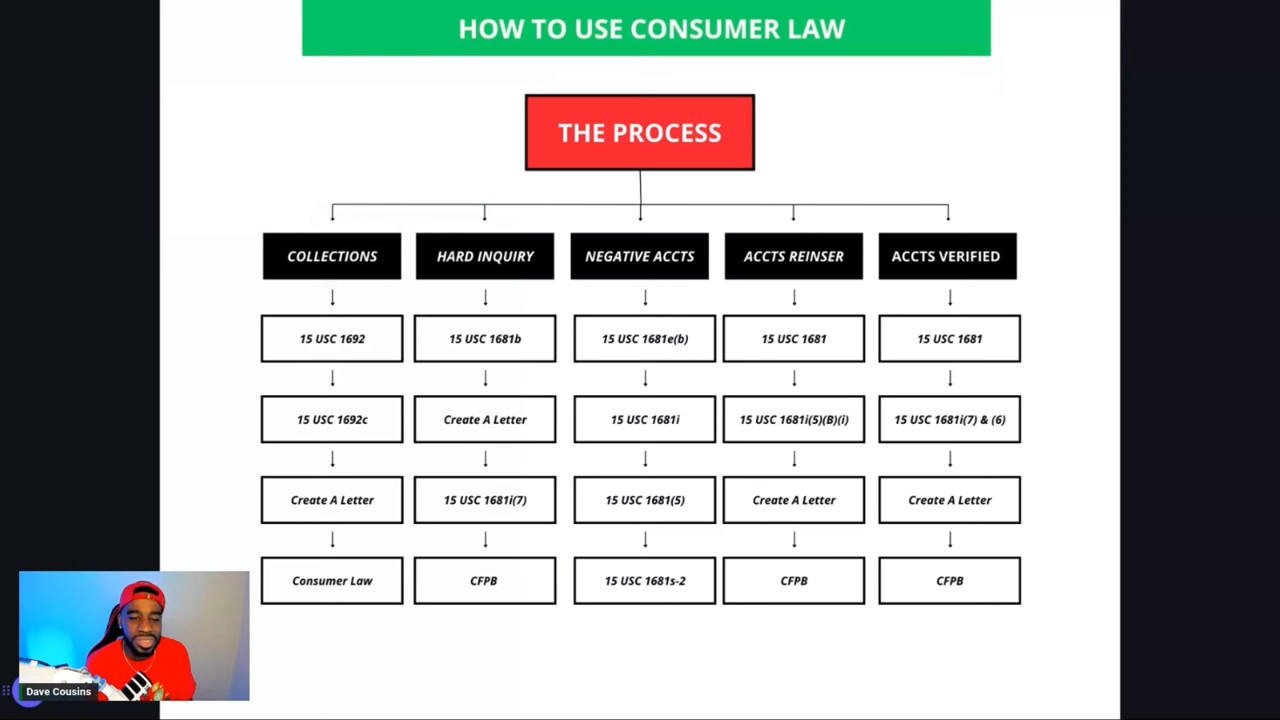 HOW TO USE CONSUMER LAW
THE PROCESS
COLLECTIONS
HARD INQUIRY
NEGATIVE ACCTS
ACCTS REINSER
ACCTS VERIFIED
15 USC 1692
15 USC 1681b
15 USC 1681e(b)
15 USC 1681
15 USC 1681
15 USC 1692c
Create A Letter
15 USC 1681i
15 USC 1681i(5)(B)(i)
15 USC 1681i(7) & (6)
Create A Letter
15 USC 1681i(7)
15 USC 1681(5)
Create A Letter
Create A Letter
Consumer Law
CFPB
15 USC 1681s-2
CFPB
CFPB
Dave Cousins